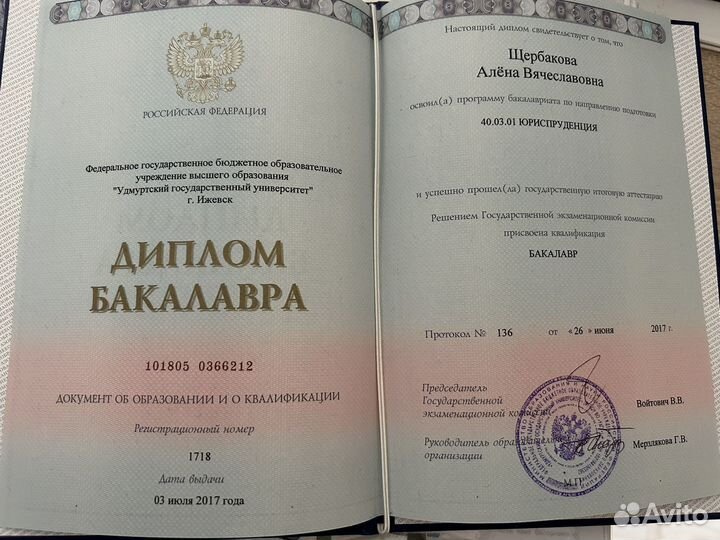 РОССИЙСКАЯ ФЕДЕРАЦИЯ
Федеральное государственное бюджетное образовательное
учреждение высшего образования
"Удмуртский государственный университет"
г. Ижевск
ДИПЛОМ
БАКАЛАВРА
101805 0366212
ДОКУМЕНТ ОБ ОБРАЗОВАНИИ И О КВАЛИФИКАЦИИ
Регистрационный номер
1718
Дата выдачи
03 июля 2017 года
Настоящий диплом свидетельствует о том, что
Щербакова
Алёна Вячеславовна
освоил(а) программу бакалавриата по направлению подготовки
40.03.01 ЮРИСПРУДЕНЦИЯ
и успешно прошел(ла) государственную итоговую аттестацию
Решением Государственной экзаменационной комиссии
присвоена квалификация
БАКАЛАВР
Протокол № 136 от «26» июня 2017 г.
Председатель
Государственной
экзаменационной комиссии Войтович В.В.
Руководитель образовательной
организации Мерзлякова Г.В.
М.П.
Avito